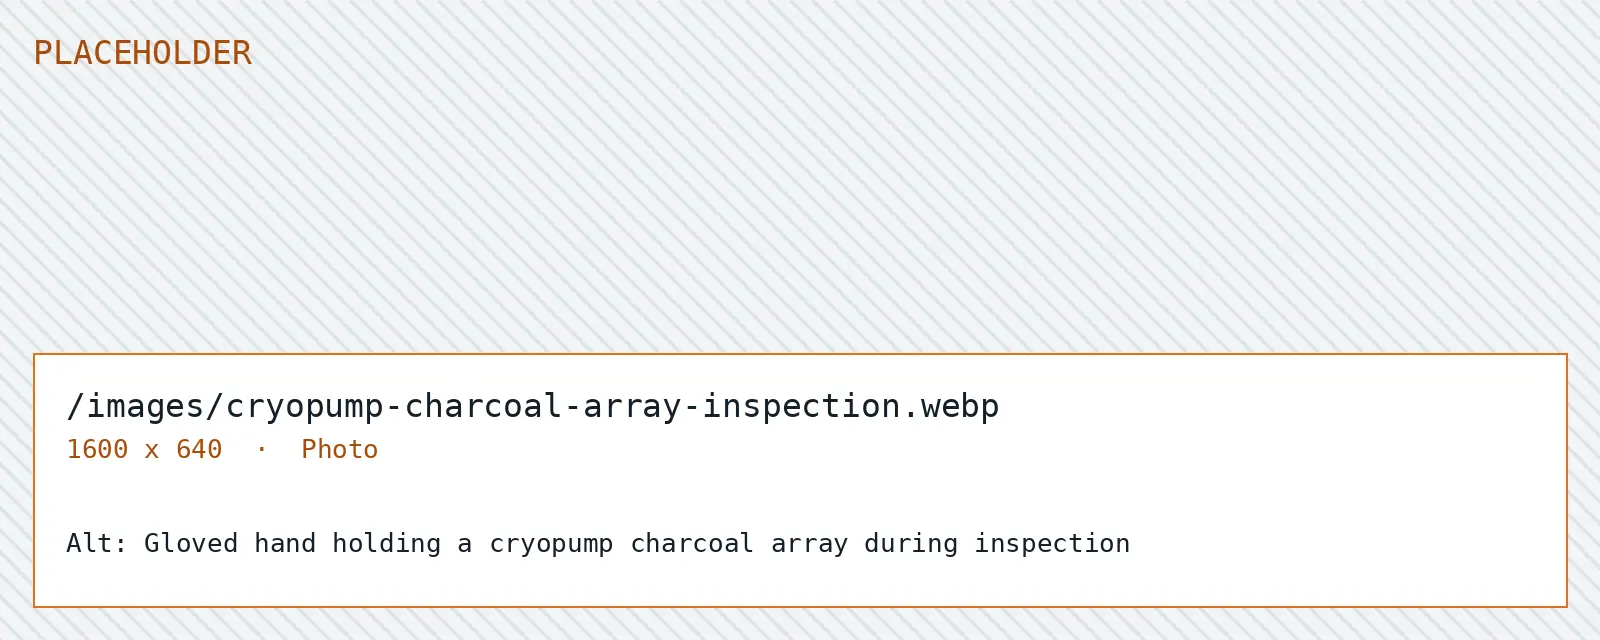 PLACEHOLDER
/images/cryopump-charcoal-array-inspection.webp
1600 x 640 · Photo
Alt: Gloved hand holding a cryopump charcoal array during inspection